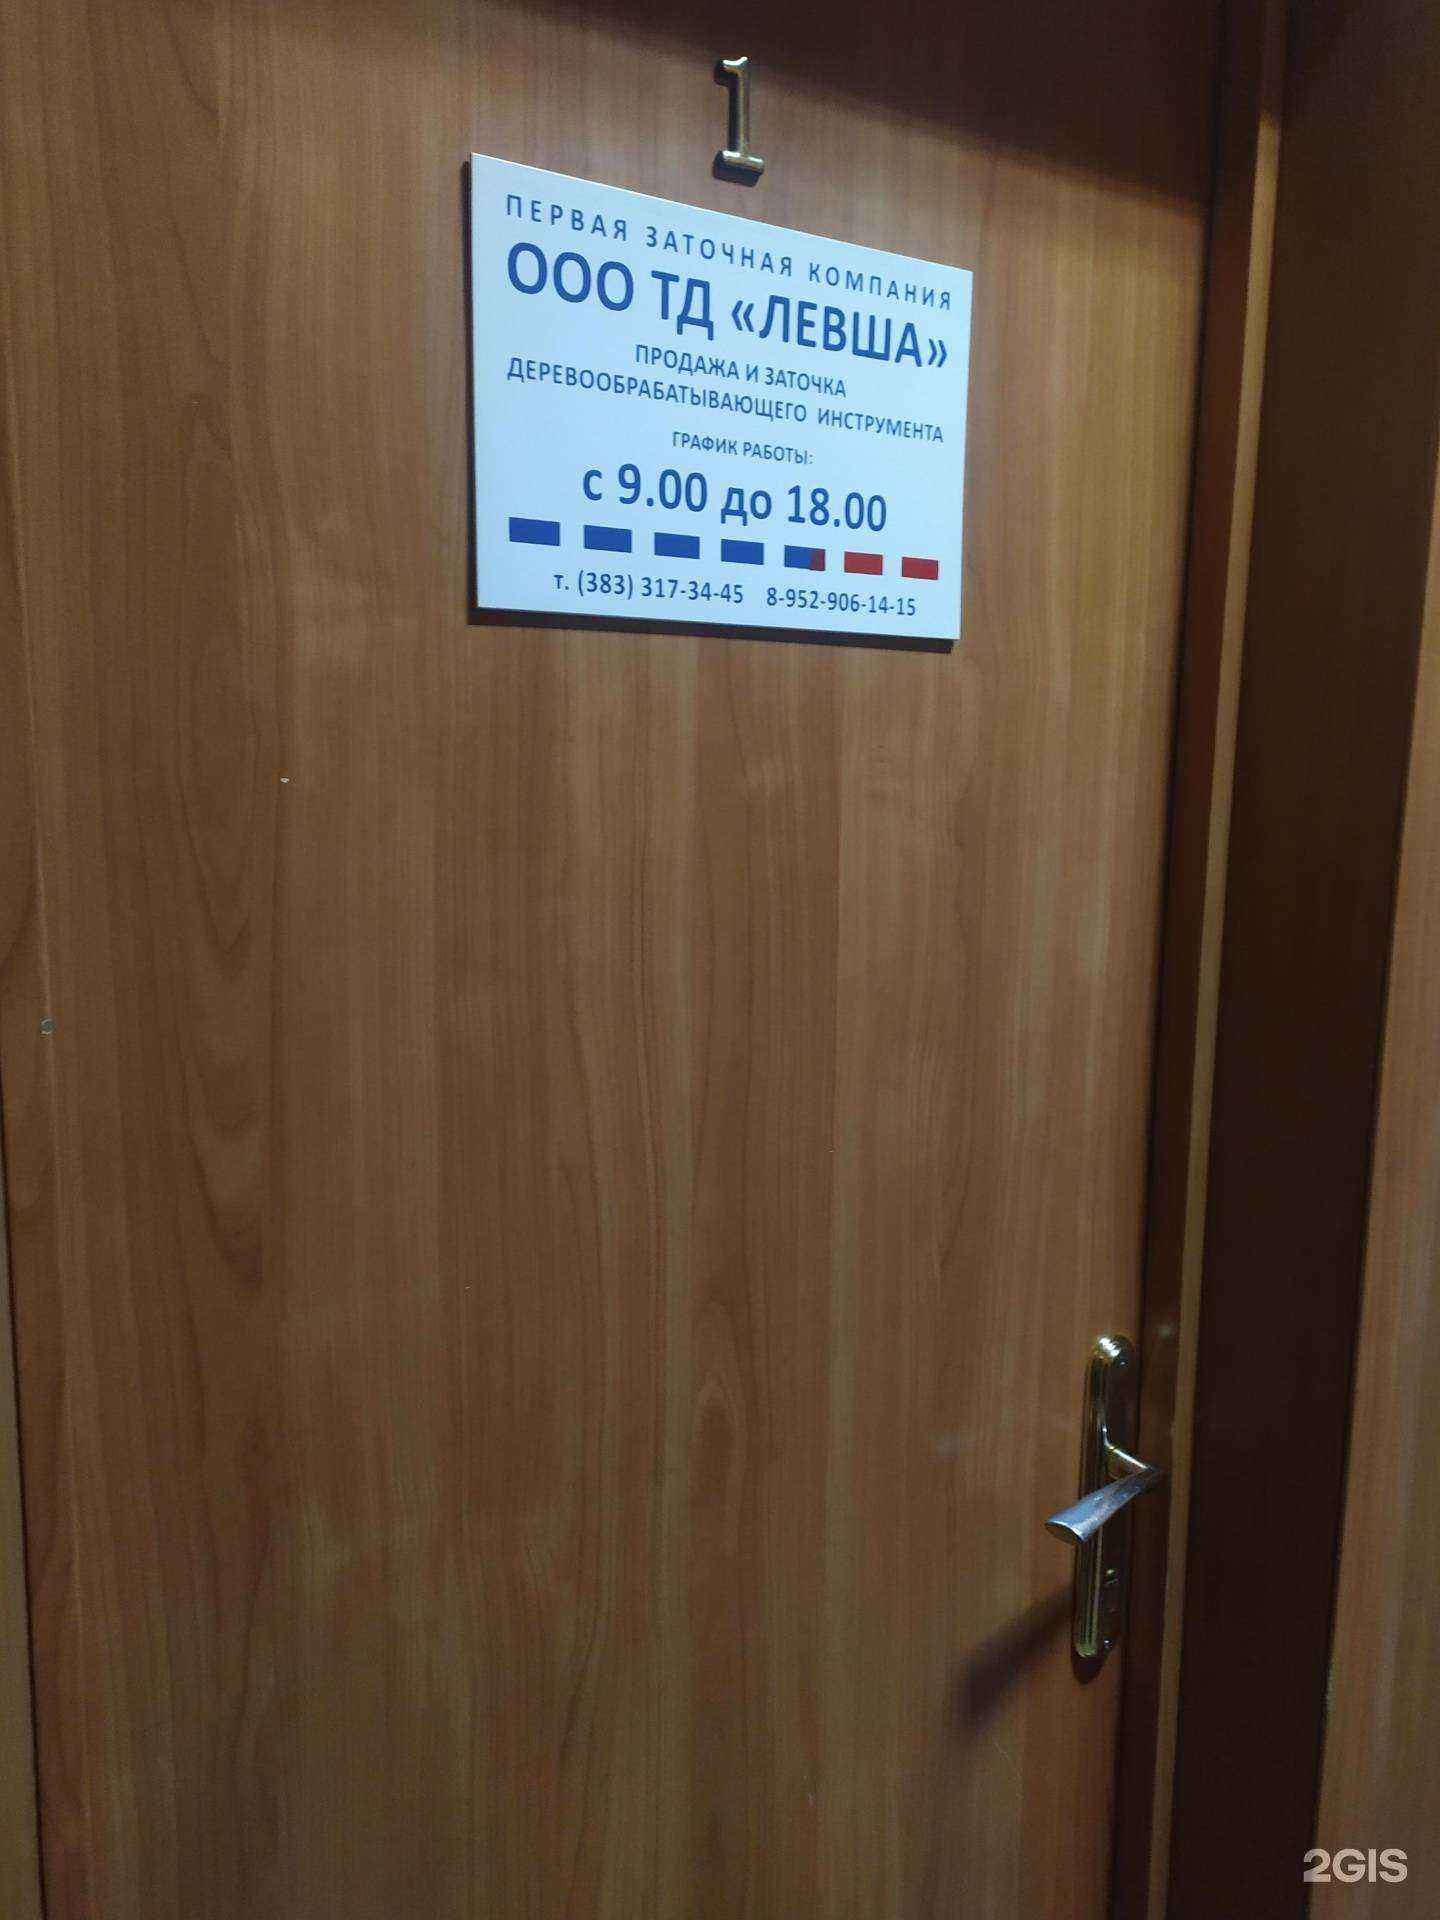 1
ПЕРВАЯ ЗАТОЧНАЯ КОМПАНИЯ
ООО ТД «ЛЕВША»
ПРОДАЖА И ЗАТОЧКА
ДЕРЕВООБРАБАТЫВАЮЩЕГО ИНСТРУМЕНТА
ГРАФИК РАБОТЫ:
с 9.00 до 18.00
т. (383) 317-34-45 8-952-906-14-15
2GIS